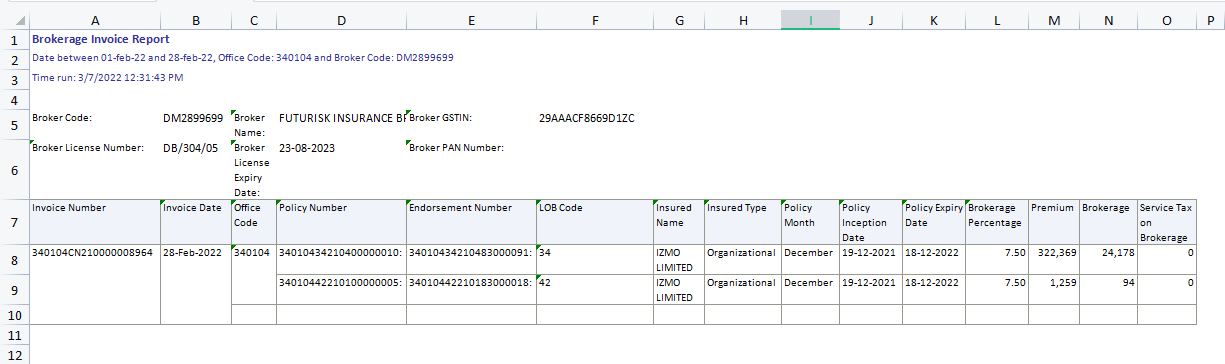 A B C D E F G H I J K L M N O P
1 Brokerage Invoice Report
2 Date between 01-feb-22 and 28-feb-22, Office Code: 340104 and Broker Code: DM2899699
3 Time run: 3/7/2022 12:31:43 PM
4
5 Broker Code: DM2899699 Broker Name: FUTURISK INSURANCE Broker GSTIN: 29AAACF8669D1ZC
6 Broker License Number: DB/304/05 Broker License Expiry Date: 23-08-2023 Broker PAN Number:
7 Invoice Number Invoice Date Office Code Policy Number Endorsement Number LOB Code Insured Name Insured Type Policy Month Policy Inception Date Policy Expiry Date Brokerage Percentage Premium Brokerage Service Tax on Brokerage
8 340104CN210000008964 28-Feb-2022 340104 34010434210400000010: 34010434210483000091: 34 IZMO LIMITED Organizational December 19-12-2021 18-12-2022 7.50 322,369 24,178 0
9 34010442210100000005: 34010442210183000018: 42 IZMO LIMITED Organizational December 19-12-2021 18-12-2022 7.50 1,259 94 0
10
11
12